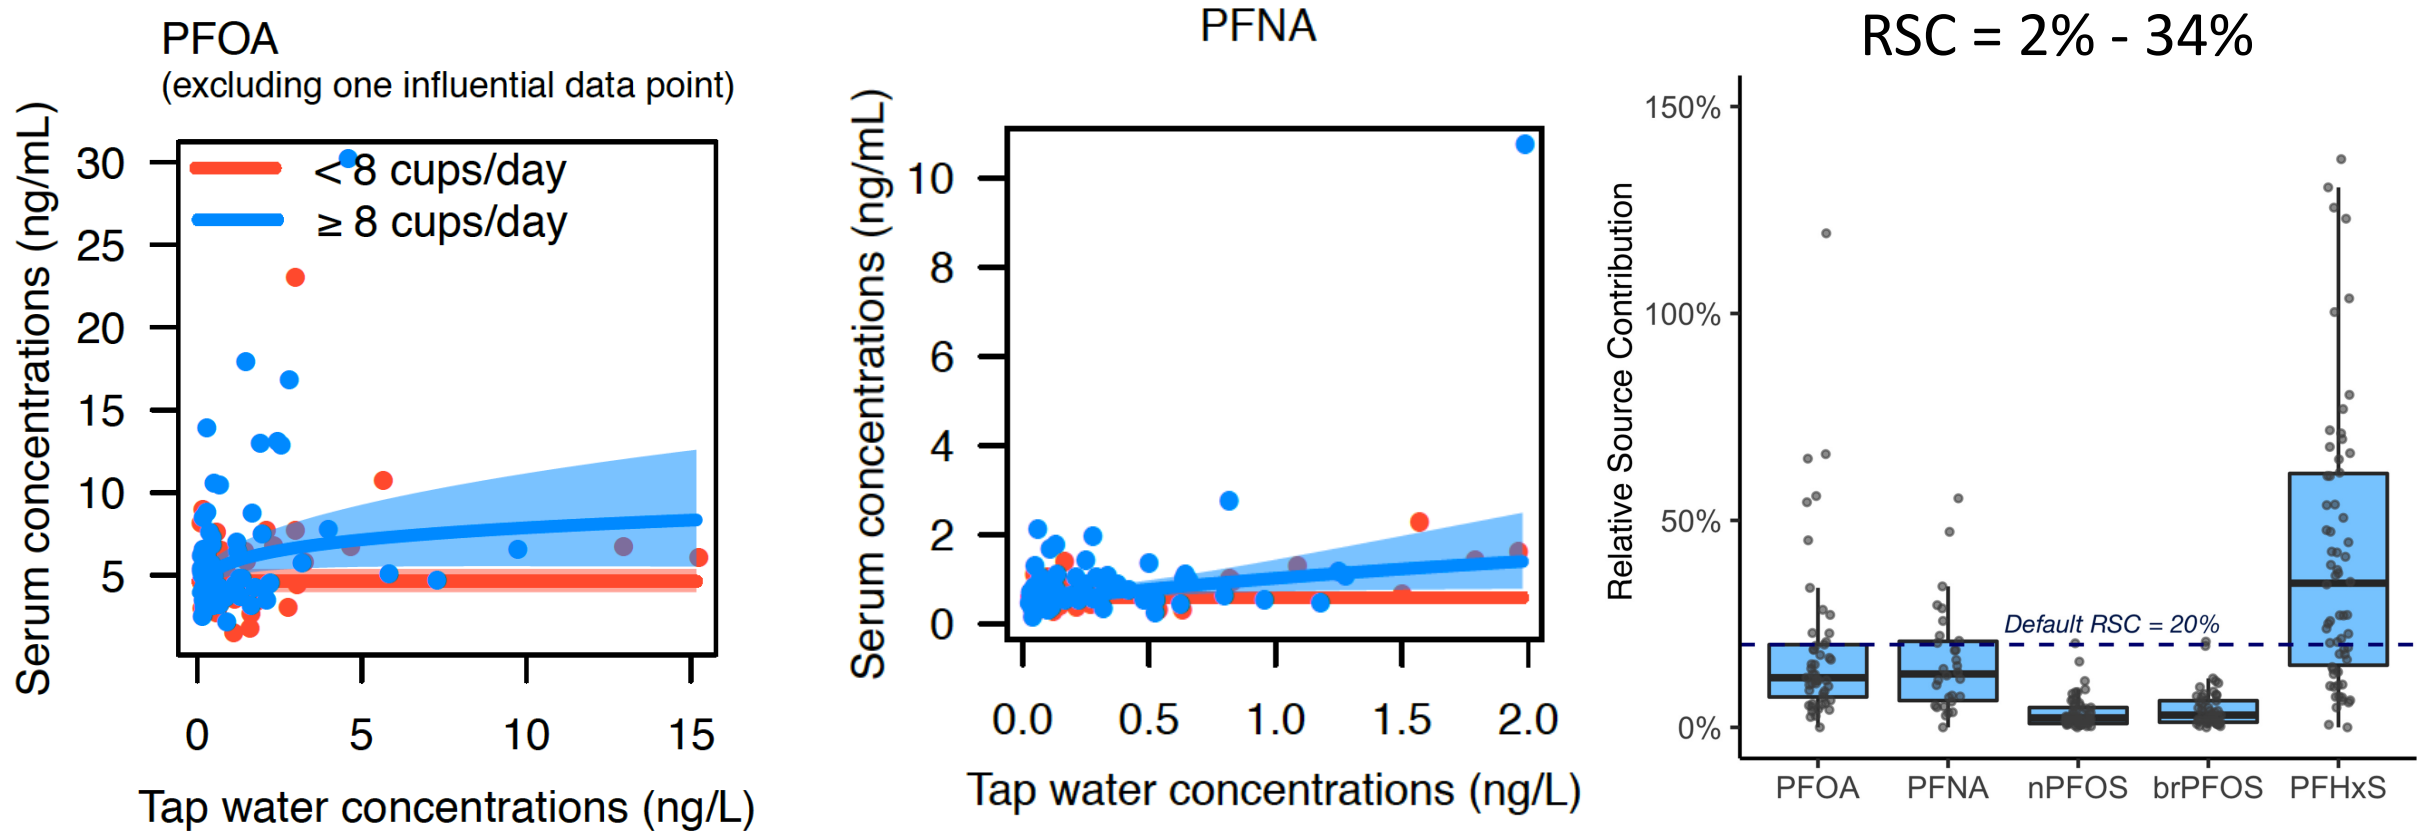 PFOA
(excluding one influential data point)
Serum concentrations (ng/mL)
30
25
20
15
10
5
< 8 cups/day
≥ 8 cups/day
0 5 10 15
Tap water concentrations (ng/L)
PFNA
Serum concentrations (ng/mL)
10
8
6
4
2
0
0.0 0.5 1.0 1.5 2.0
Tap water concentrations (ng/L)
RSC = 2% - 34%
Relative Source Contribution
150%
100%
50%
0%
Default RSC = 20%
PFOA PFNA nPFOS brPFOS PFHxS